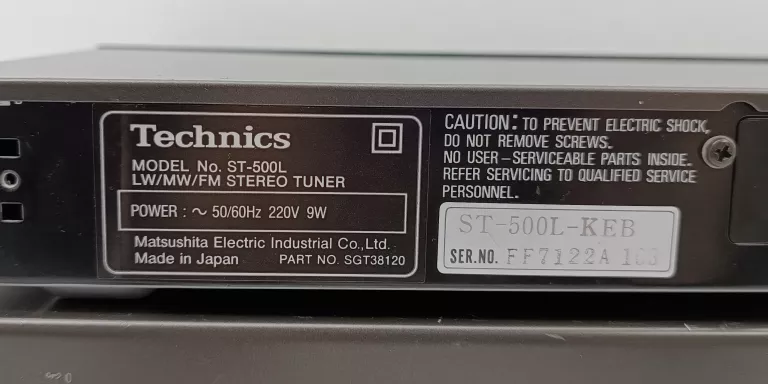 Technics
MODEL No. ST-500L
LW/MW/FM STEREO TUNER
POWER : ~ 50/60Hz 220V 9W
Matsushita Electric Industrial Co.,Ltd.
Made in Japan PART NO. SGT38120
CAUTION: TO PREVENT ELECTRIC SHOCK,
DO NOT REMOVE SCREWS.
NO USER-SERVICEABLE PARTS INSIDE.
REFER SERVICING TO QUALIFIED SERVICE
PERSONNEL.
ST-500L-KEB
SER.NO. FF7122A